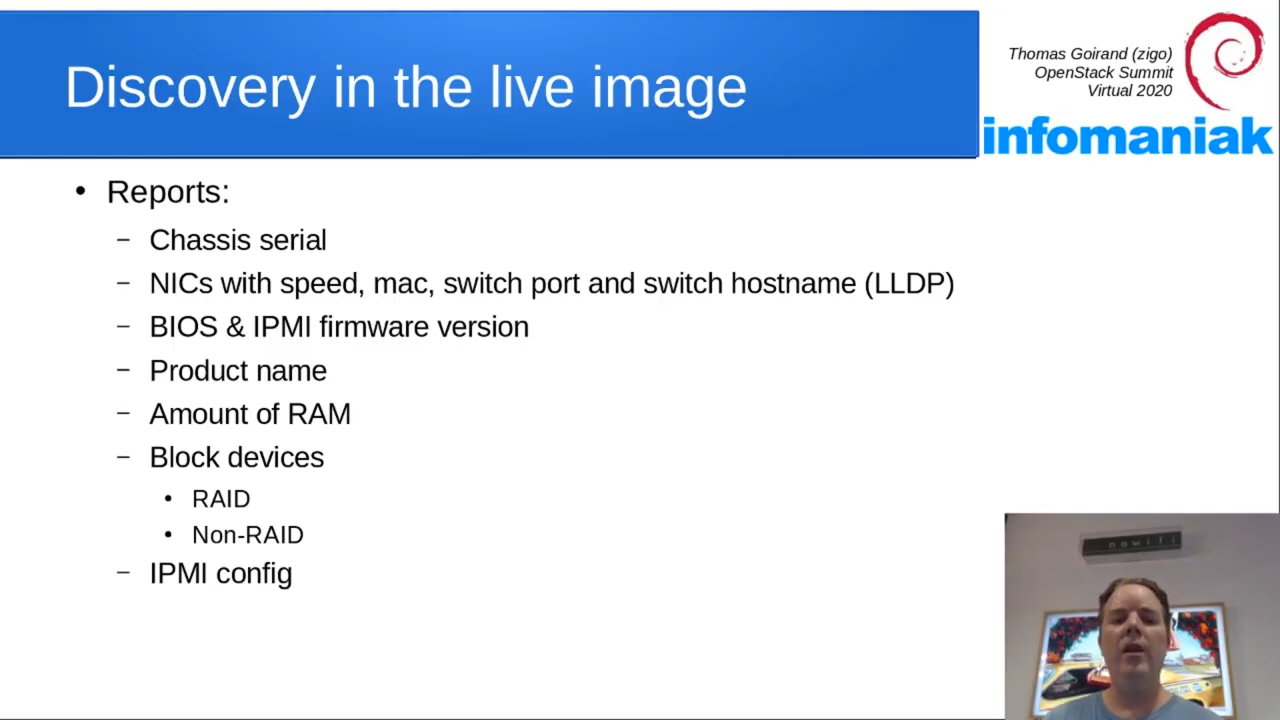 Discovery in the live image
Thomas Goirand (zigo)
OpenStack Summit
Virtual 2020
infomaniak
• Reports:
– Chassis serial
– NICs with speed, mac, switch port and switch hostname (LLDP)
– BIOS & IPMI firmware version
– Product name
– Amount of RAM
– Block devices
• RAID
• Non-RAID
– IPMI config
nowifi